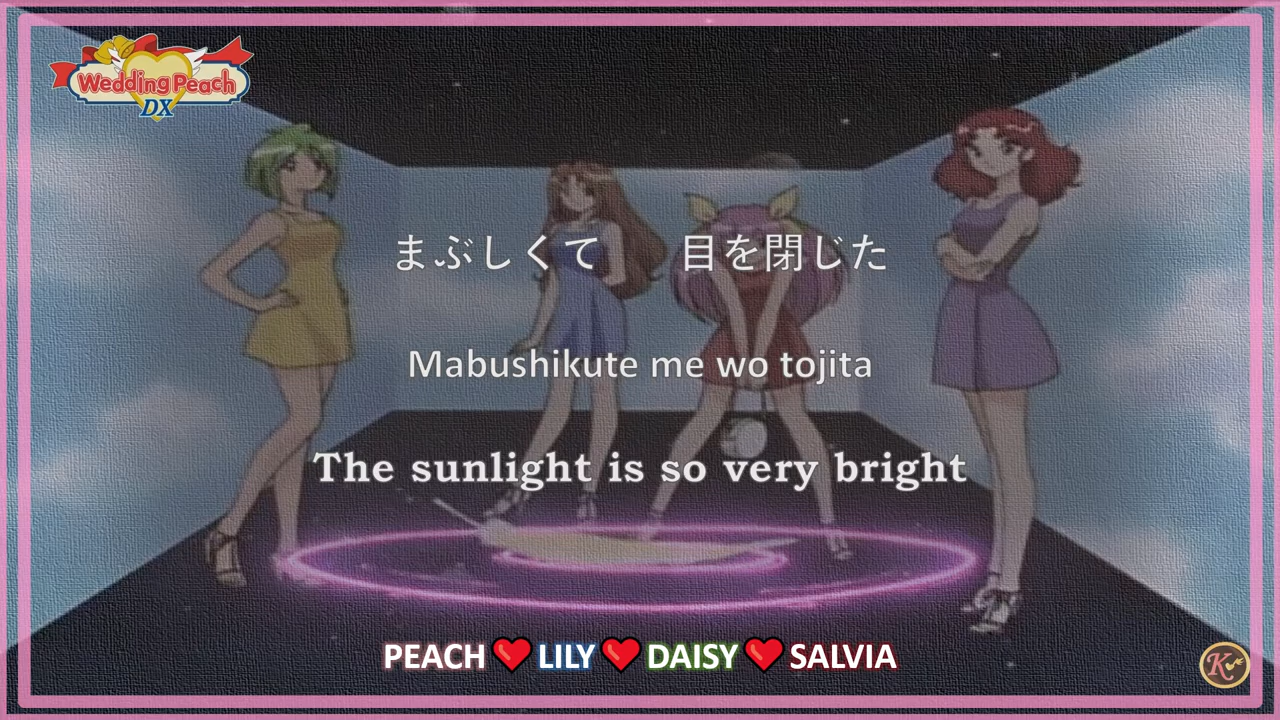 Wedding Peach
DX
まぶしくて　目を閉じた
Mabushikute me wo tojita
The sunlight is so very bright
PEACH❤LILY❤DAISY❤SALVIA
K